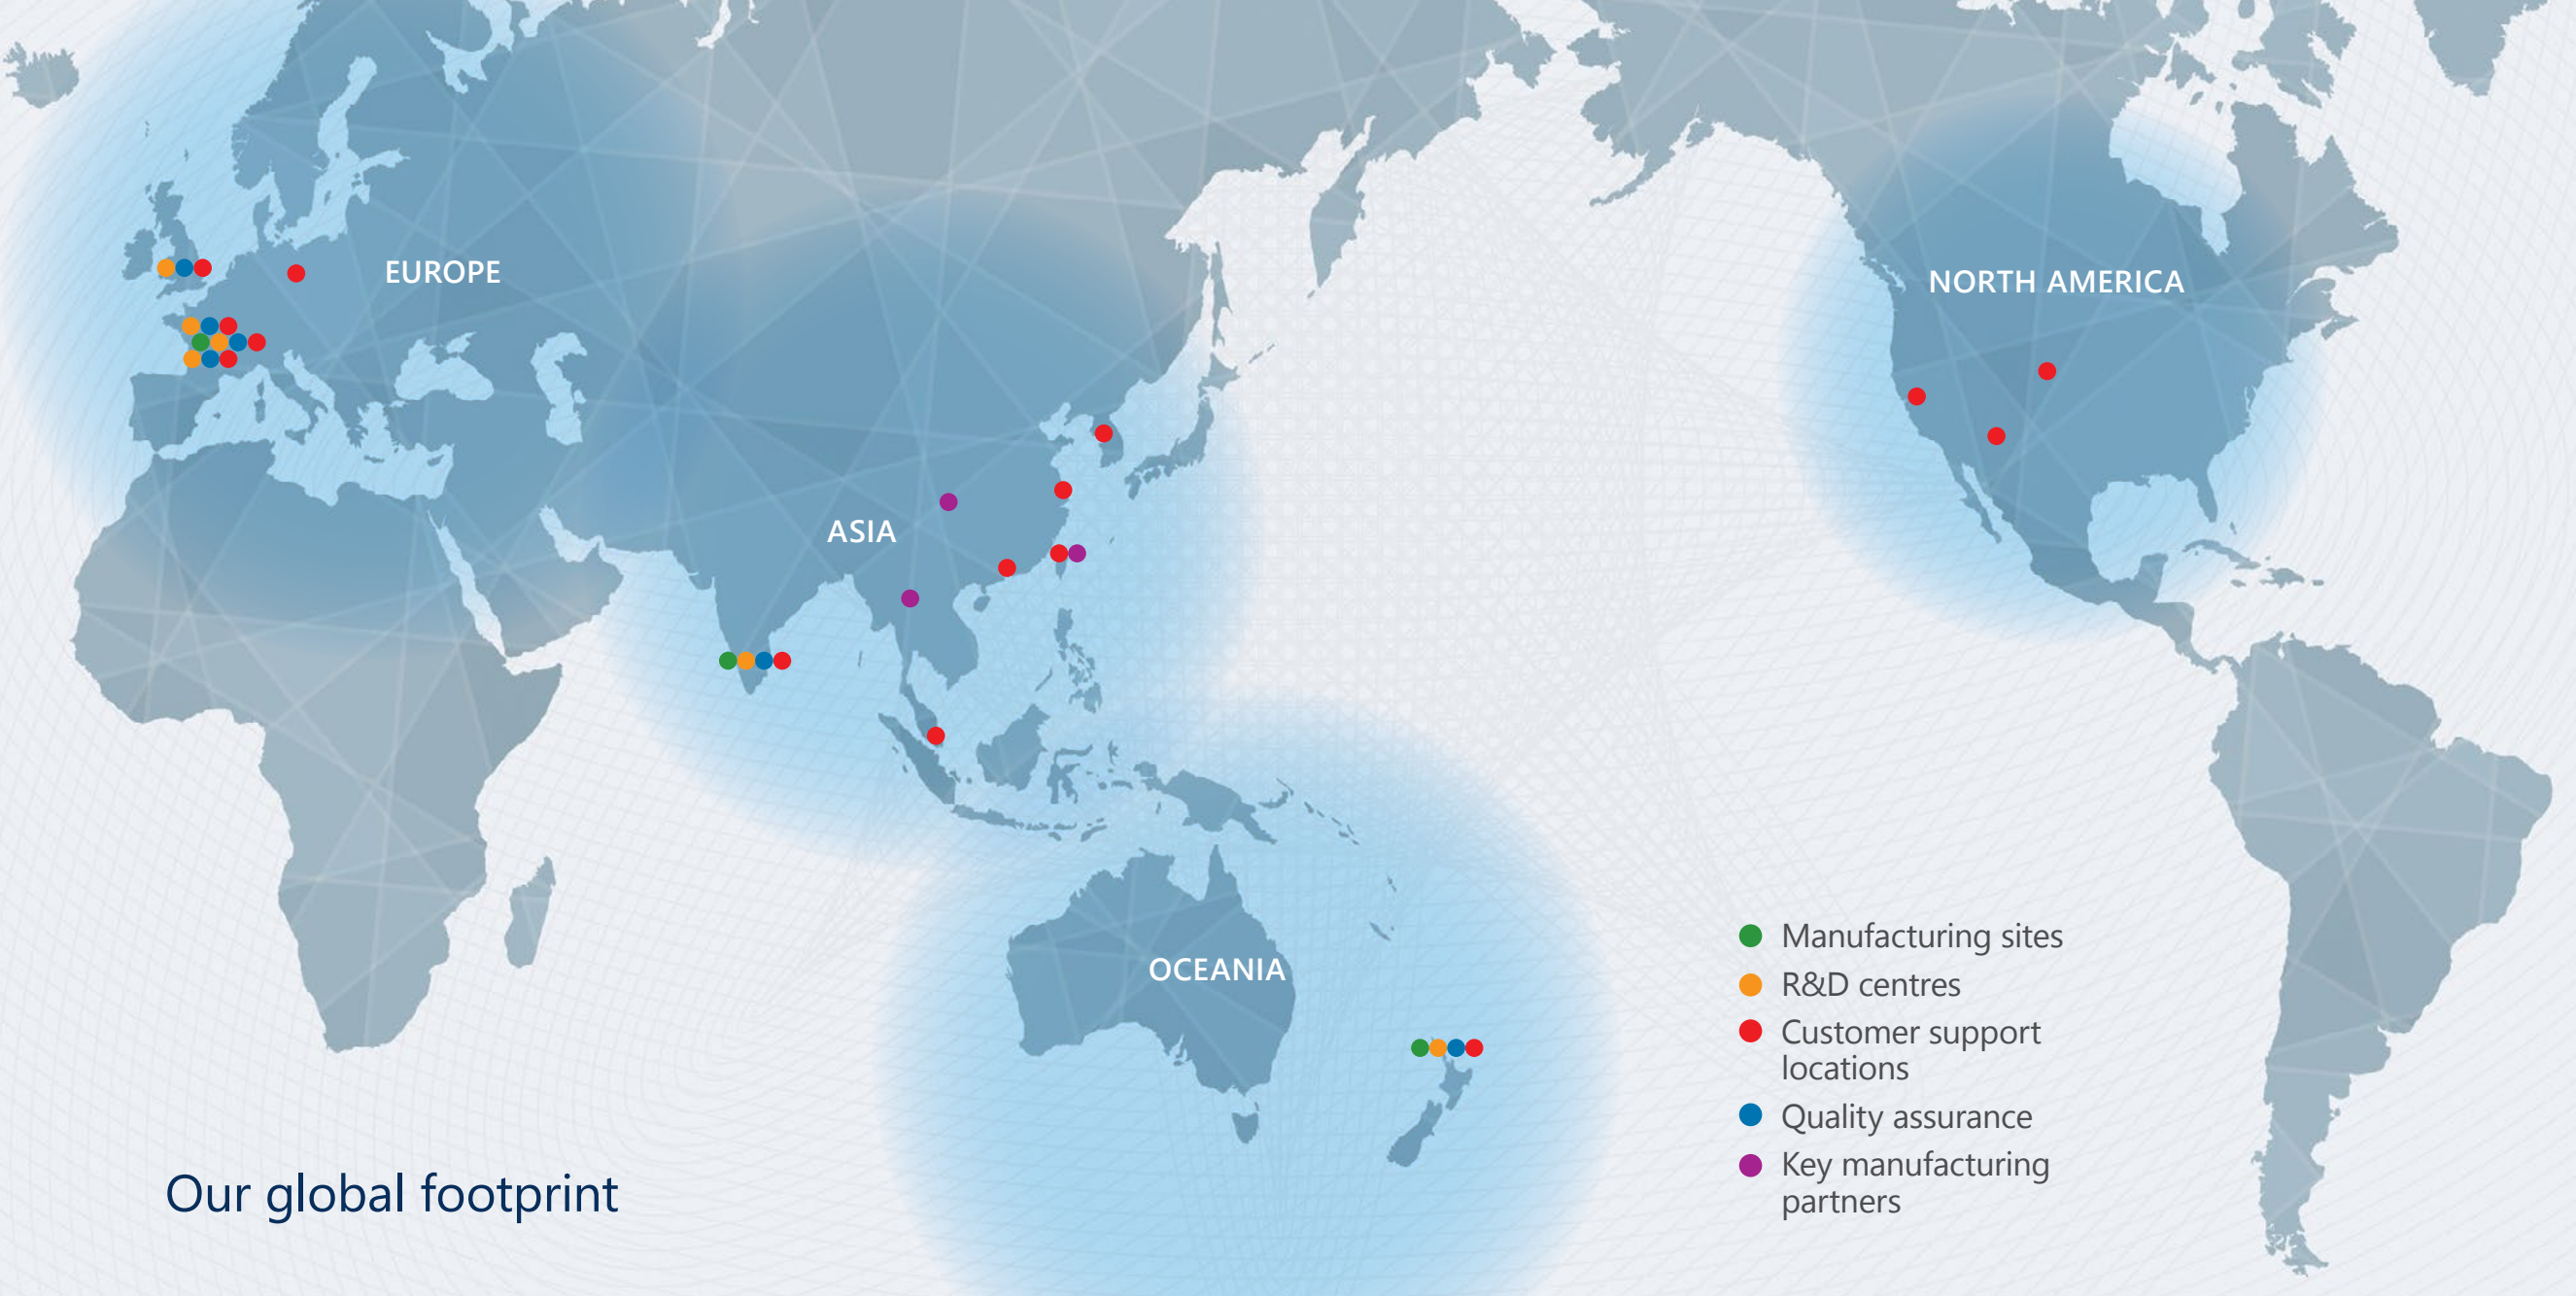 EUROPE
NORTH AMERICA
ASIA
OCEANIA
Manufacturing sites
R&D centres
Customer support
locations
Quality assurance
Key manufacturing
partners
Our global footprint